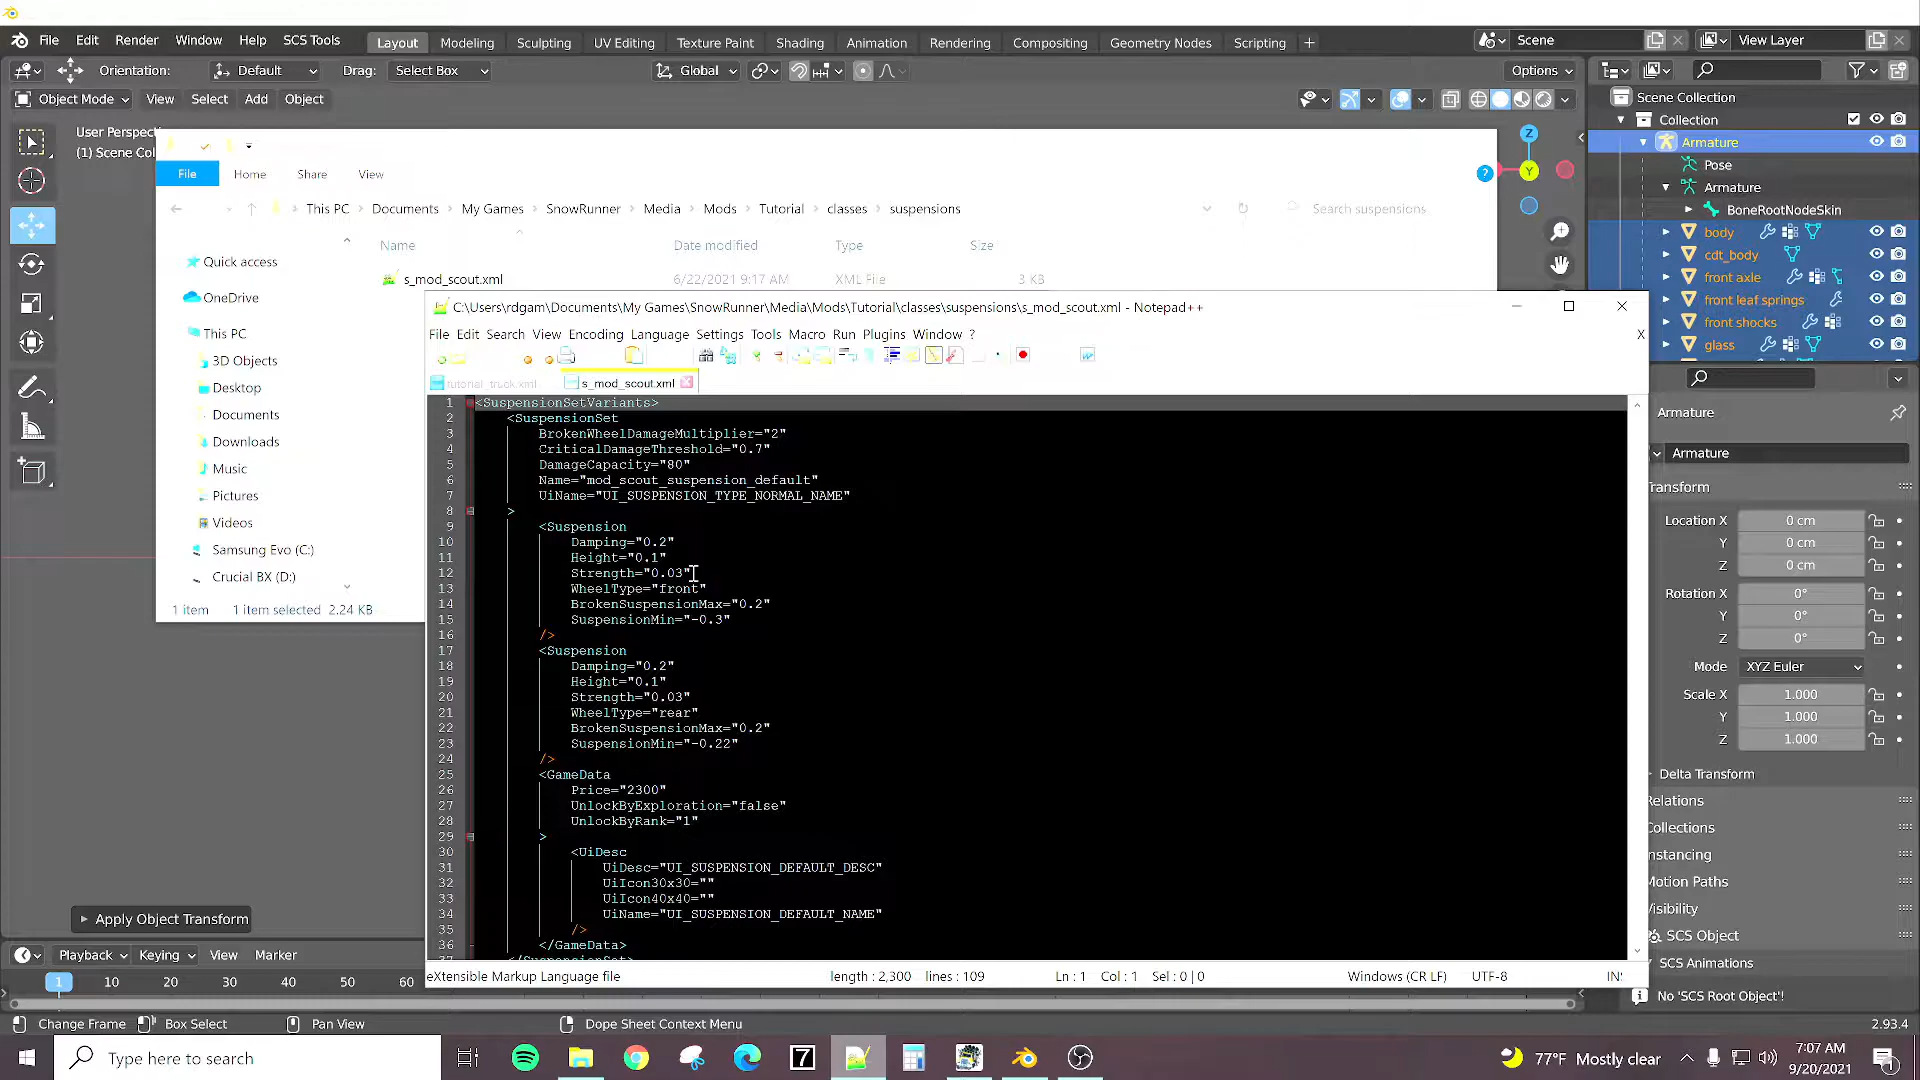 File Edit Render Window Help SCS Tools Layout Modeling Sculpting UV Editing Texture Paint Shading Animation Rendering Compositing Geometry Nodes Scripting + Scene View Layer
Orientation: Default Drag: Select Box Global Options
Object Mode View Select Add Object
Scene Collection
Collection
Armature
Pose
Armature
BoneRootNodeSkin
body
cdt_body
front axle
front leaf springs
front shocks
glass
User Perspe
(1) Scene Col
Z
Y
File Home Share View
This PC Documents My Games SnowRunner Media Mods Tutorial classes suspensions Search suspensions
Name Date modified Type Size
s_mod_scout.xml 6/22/2021 9:17 AM XML File 3 KB
Quick access
OneDrive
This PC
3D Objects
Desktop
Documents
Downloads
Music
Pictures
Videos
Samsung Evo (C:)
Crucial BX (D:)
1 item 1 item selected 2.24 KB
C:\Users\rdgam\Documents\My Games\SnowRunner\Media\Mods\Tutorial\classes\suspensions\s_mod_scout.xml - Notepad++
File Edit Search View Encoding Language Settings Tools Macro Run Plugins Window ? X
tutorial_truck.xml s_mod_scout.xml
1 <SuspensionSetVariants>
2 <SuspensionSet
3 BrokenWheelDamageMultiplier="2"
4 CriticalDamageThreshold="0.7"
5 DamageCapacity="80"
6 Name="mod_scout_suspension_default"
7 UiName="UI_SUSPENSION_TYPE_NORMAL_NAME"
8 >
9 <Suspension
10 Damping="0.2"
11 Height="0.1"
12 Strength="0.03"
13 WheelType="front"
14 BrokenSuspensionMax="0.2"
15 SuspensionMin="-0.3"
16 />
17 <Suspension
18 Damping="0.2"
19 Height="0.1"
20 Strength="0.03"
21 WheelType="rear"
22 BrokenSuspensionMax="0.2"
23 SuspensionMin="-0.22"
24 />
25 <GameData
26 Price="2300"
27 UnlockByExploration="false"
28 UnlockByRank="1"
29 >
30 <UiDesc
31 UiDesc="UI_SUSPENSION_DEFAULT_DESC"
32 UiIcon30x30=""
33 UiIcon40x40=""
34 UiName="UI_SUSPENSION_DEFAULT_NAME"
35 />
36 </GameData>
37 </SuspensionSet>
eXtensible Markup Language file length : 2,300 lines : 109 Ln : 1 Col : 1 Sel : 0 | 0 Windows (CR LF) UTF-8 IN
Armature
Armature
Transform
Location X 0 cm
Y 0 cm
Z 0 cm
Rotation X 0°
Y 0°
Z 0°
Mode XYZ Euler
Scale X 1.000
Y 1.000
Z 1.000
Delta Transform
Relations
Collections
nstancing
Motion Paths
isibility
SCS Object
SCS Animations
No 'SCS Root Object'!
Apply Object Transform
Playback Keying View Marker
1 10 20 30 40 50 60
Change Frame Box Select Pan View Dope Sheet Context Menu 2.93.4
Type here to search
7
77°F Mostly clear
7:07 AM
9/20/2021
1